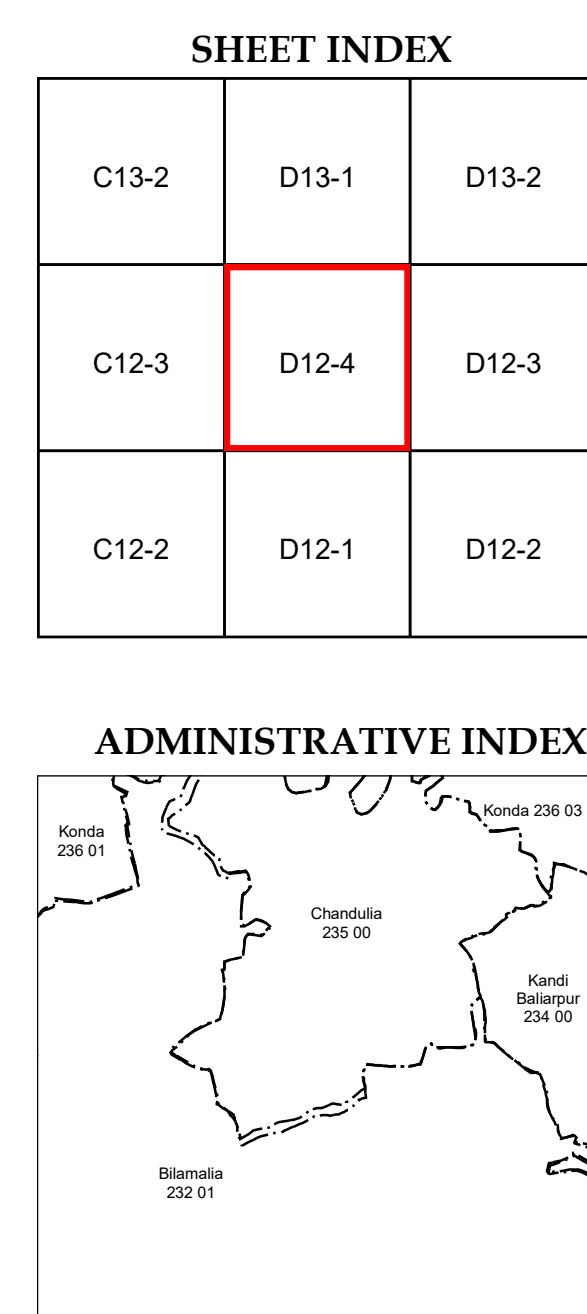 SHEET INDEX
C13-2 D13-1 D13-2
C12-3 D12-4 D12-3
C12-2 D12-1 D12-2
ADMINISTRATIVE INDEX
Konda
236 01
Konda 236 03
Chandulia
235 00
Kandi
Baliarpur
234 00
Bilamalia
232 01